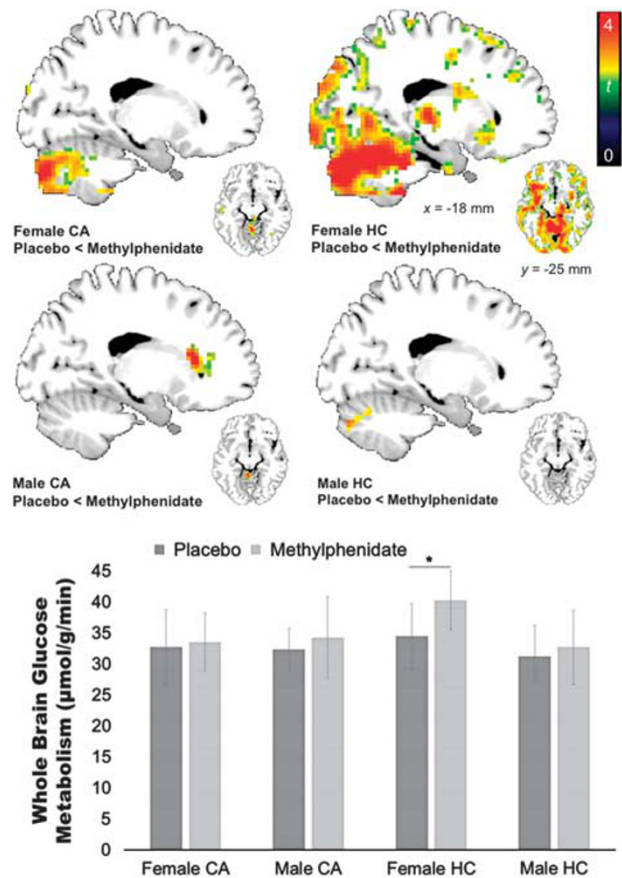 4
t
0
Female CA
Placebo < Methylphenidate
x = -18 mm
Female HC
Placebo < Methylphenidate
y = -25 mm
Male CA
Placebo < Methylphenidate
Male HC
Placebo < Methylphenidate
Placebo Methylphenidate
Whole Brain Glucose
Metabolism (µmol/g/min)
45
40
35
30
25
20
15
10
5
0
*
Female CA Male CA Female HC Male HC